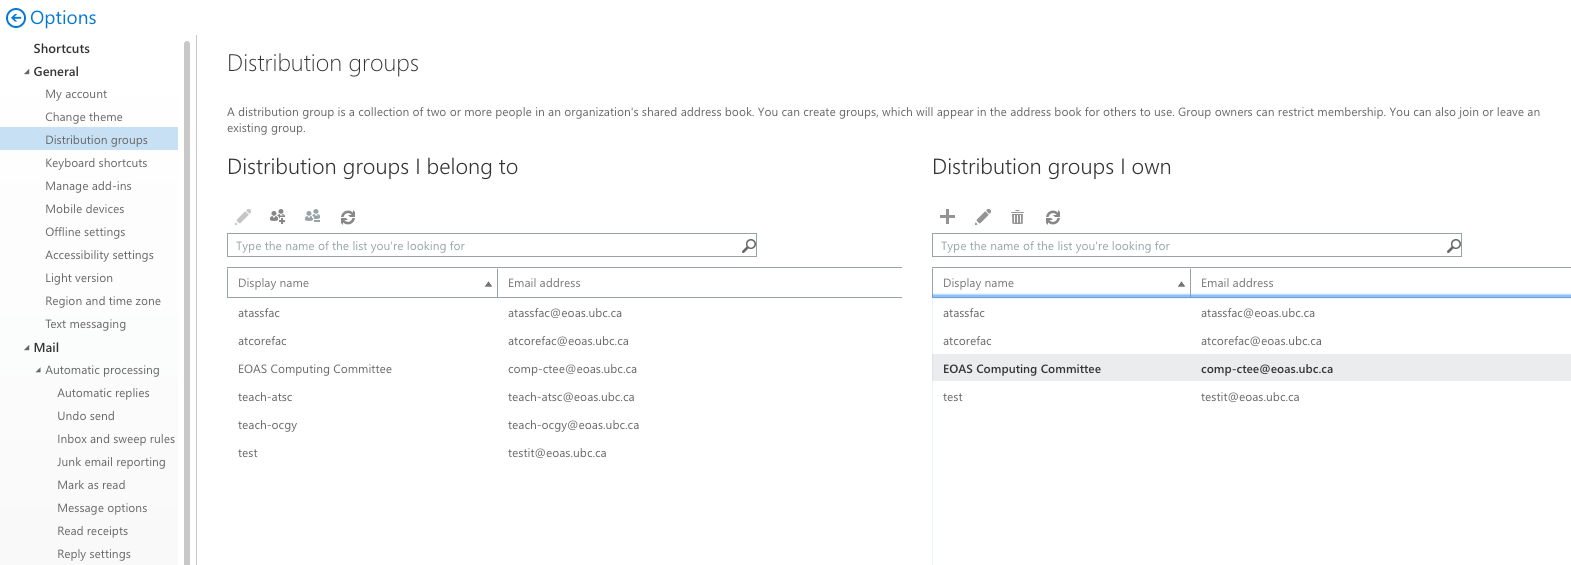 Options
Shortcuts
General
My account
Change theme
Distribution groups
Keyboard shortcuts
Manage add-ins
Mobile devices
Offline settings
Accessibility settings
Light version
Region and time zone
Text messaging
Mail
Automatic processing
Automatic replies
Undo send
Inbox and sweep rules
Junk email reporting
Mark as read
Message options
Read receipts
Reply settings
Distribution groups
A distribution group is a collection of two or more people in an organization's shared address book. You can create groups, which will appear in the address book for others to use. Group owners can restrict membership. You can also join or leave an
existing group.
Distribution groups I belong to
Type the name of the list you're looking for
Display name Email address
atassfac atassfac@eoas.ubc.ca
atcorefac atcorefac@eoas.ubc.ca
EOAS Computing Committee comp-ctee@eoas.ubc.ca
teach-atsc teach-atsc@eoas.ubc.ca
teach-ocgy teach-ocgy@eoas.ubc.ca
test testit@eoas.ubc.ca
Distribution groups I own
Type the name of the list you're looking for
Display name Email address
atassfac atassfac@eoas.ubc.ca
atcorefac atcorefac@eoas.ubc.ca
EOAS Computing Committee comp-ctee@eoas.ubc.ca
test testit@eoas.ubc.ca